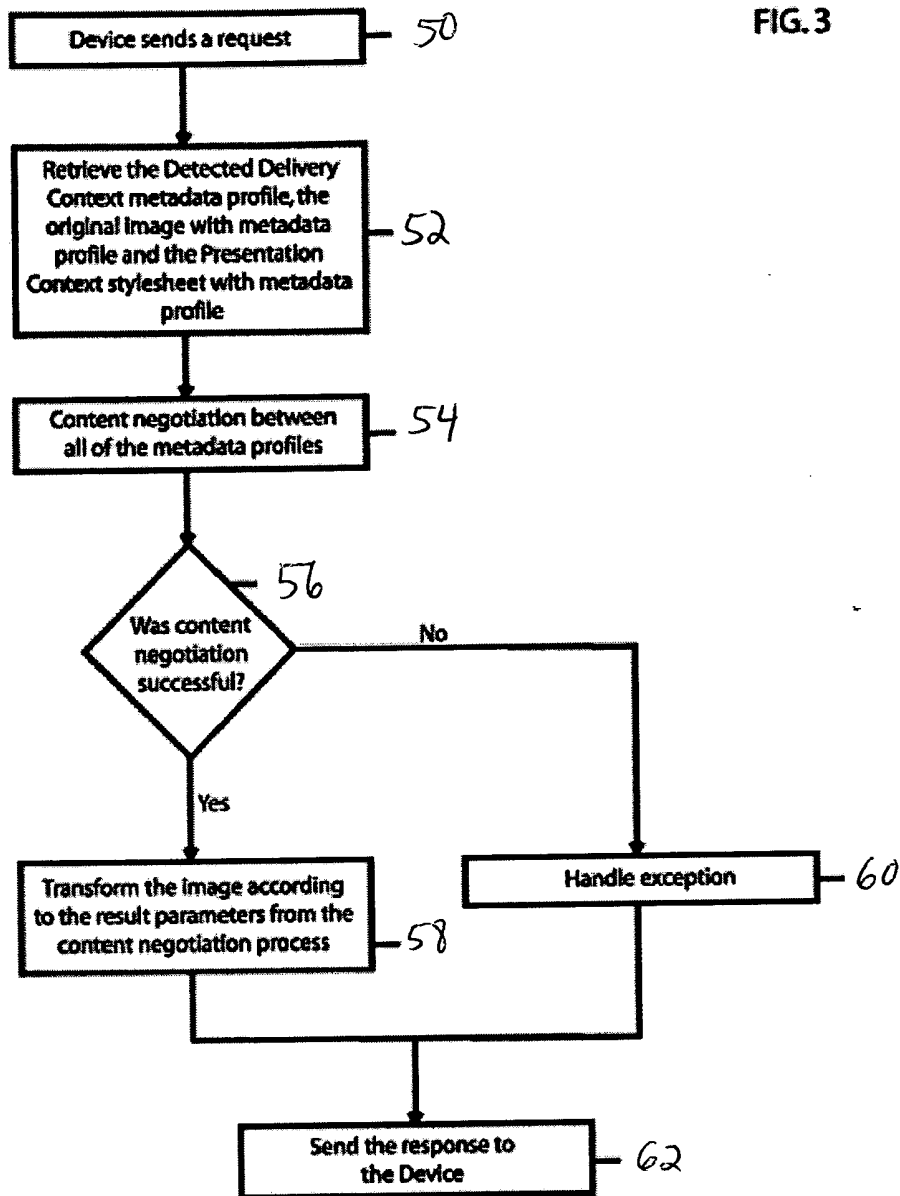 FIG. 3
Device sends a request
50
Retrieve the Detected Delivery
Context metadata profile, the
original image with metadata
profile and the Presentation
Context stylesheet with metadata
profile
52
Content negotiation between
all of the metadata profiles
54
56
Was content
negotiation
successful?
No
Yes
Transform the image according
to the result parameters from the
content negotiation process
58
Handle exception
60
Send the response to
the Device
62